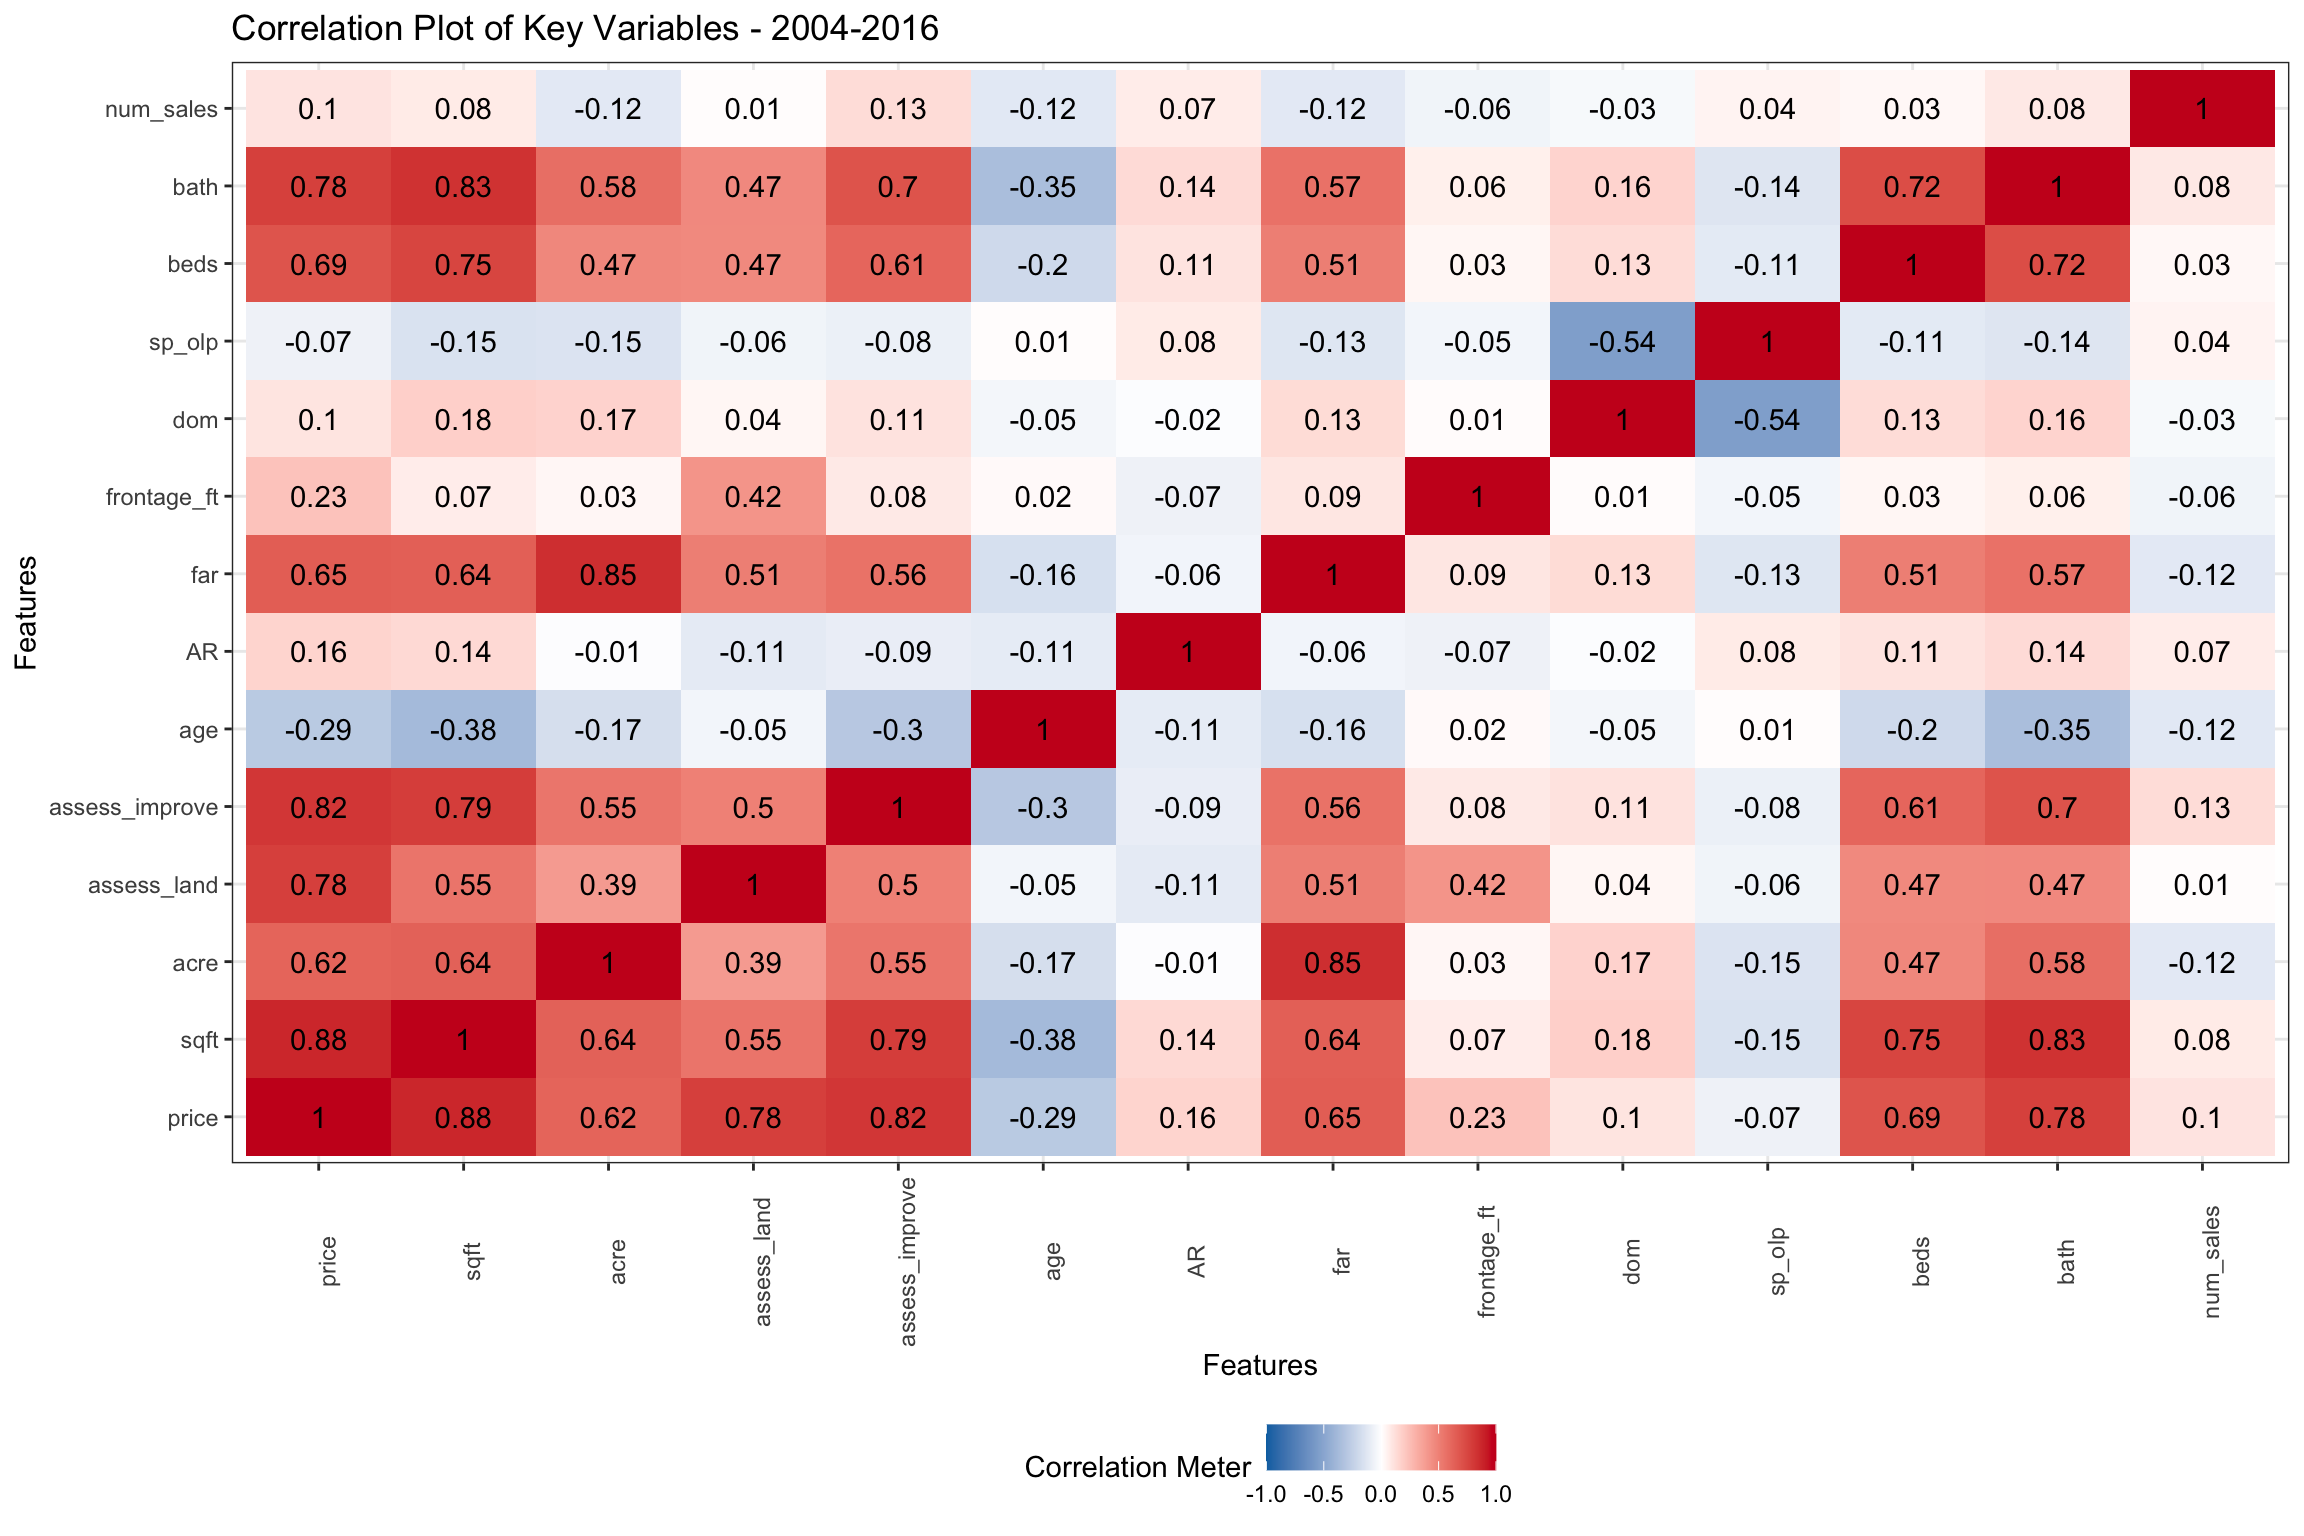 Correlation Plot of Key Variables - 2004-2016
num_sales 0.1 0.08 -0.12 0.01 0.13 -0.12 0.07 -0.12 -0.06 -0.03 0.04 0.03 0.08 1
bath 0.78 0.83 0.58 0.47 0.7 -0.35 0.14 0.57 0.06 0.16 -0.14 0.72 1 0.08
beds 0.69 0.75 0.47 0.47 0.61 -0.2 0.11 0.51 0.03 0.13 -0.11 1 0.72 0.03
sp_olp -0.07 -0.15 -0.15 -0.06 -0.08 0.01 0.08 -0.13 -0.05 -0.54 1 -0.11 -0.14 0.04
dom 0.1 0.18 0.17 0.04 0.11 -0.05 -0.02 0.13 0.01 1 -0.54 0.13 0.16 -0.03
frontage_ft 0.23 0.07 0.03 0.42 0.08 0.02 -0.07 0.09 1 0.01 -0.05 0.03 0.06 -0.06
far 0.65 0.64 0.85 0.51 0.56 -0.16 -0.06 1 0.09 0.13 -0.13 0.51 0.57 -0.12
AR 0.16 0.14 -0.01 -0.11 -0.09 -0.11 1 -0.06 -0.07 -0.02 0.08 0.11 0.14 0.07
age -0.29 -0.38 -0.17 -0.05 -0.3 1 -0.11 -0.16 0.02 -0.05 0.01 -0.2 -0.35 -0.12
assess_improve 0.82 0.79 0.55 0.5 1 -0.3 -0.09 0.56 0.08 0.11 -0.08 0.61 0.7 0.13
assess_land 0.78 0.55 0.39 1 0.5 -0.05 -0.11 0.51 0.42 0.04 -0.06 0.47 0.47 0.01
acre 0.62 0.64 1 0.39 0.55 -0.17 -0.01 0.85 0.03 0.17 -0.15 0.47 0.58 -0.12
sqft 0.88 1 0.64 0.55 0.79 -0.38 0.14 0.64 0.07 0.18 -0.15 0.75 0.83 0.08
price 1 0.88 0.62 0.78 0.82 -0.29 0.16 0.65 0.23 0.1 -0.07 0.69 0.78 0.1
Features
price sqft acre assess_land assess_improve age AR far frontage_ft dom sp_olp beds bath num_sales
Features
Correlation Meter
-1.0 -0.5 0.0 0.5 1.0